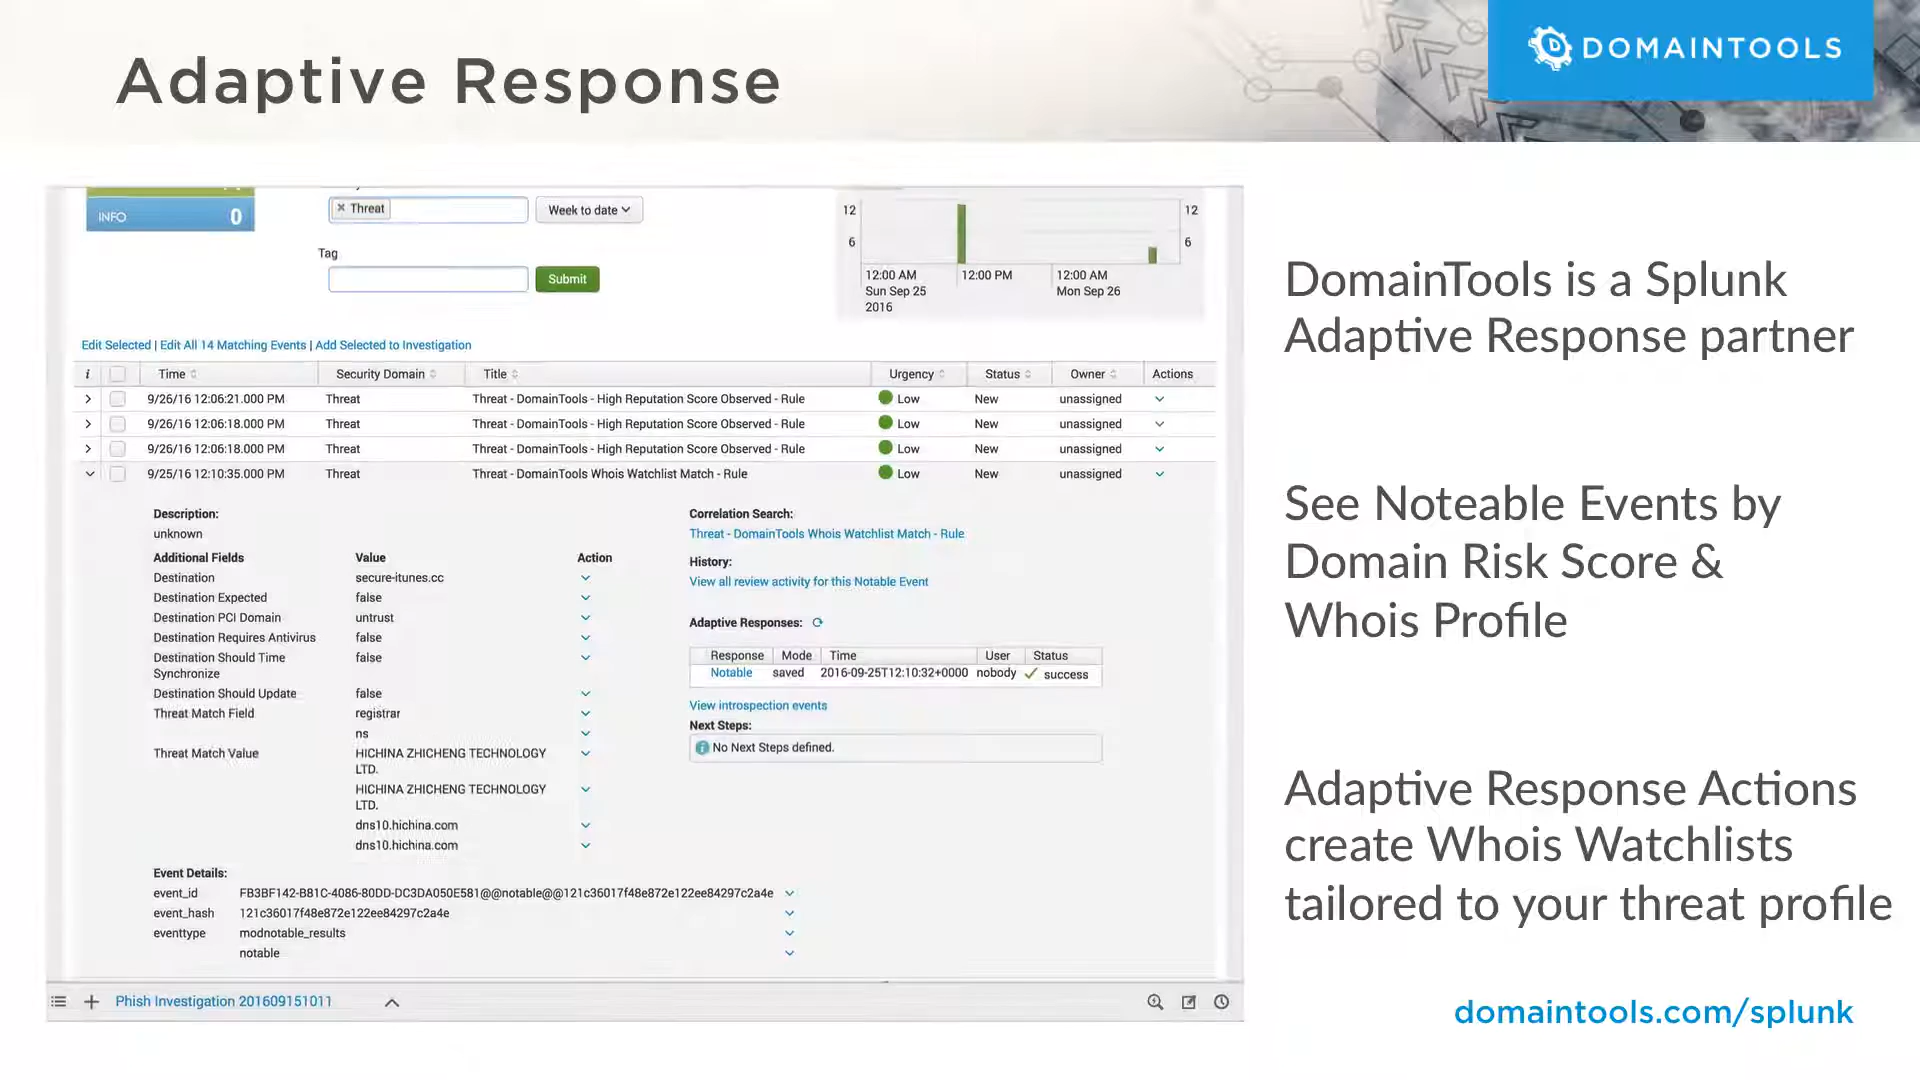 Adaptive Response
DOMAINTOOLS
INFO 0
× Threat
Week to date
Tag
Submit
12 12
6 6
12:00 AM 12:00 PM 12:00 AM
Sun Sep 25 Mon Sep 26
2016
Edit Selected | Edit All 14 Matching Events | Add Selected to Investigation
i Time Security Domain Title Urgency Status Owner Actions
9/26/16 12:06:21.000 PM Threat Threat - DomainTools - High Reputation Score Observed - Rule Low New unassigned
9/26/16 12:06:18.000 PM Threat Threat - DomainTools - High Reputation Score Observed - Rule Low New unassigned
9/26/16 12:06:18.000 PM Threat Threat - DomainTools - High Reputation Score Observed - Rule Low New unassigned
9/25/16 12:10:35.000 PM Threat Threat - DomainTools Whois Watchlist Match - Rule Low New unassigned
Description:
unknown
Additional Fields Value Action
Destination secure-itunes.cc
Destination Expected false
Destination PCI Domain untrust
Destination Requires Antivirus false
Destination Should Time false
Synchronize
Destination Should Update false
Threat Match Field registrar
ns
Threat Match Value HICHINA ZHICHENG TECHNOLOGY
LTD.
HICHINA ZHICHENG TECHNOLOGY
LTD.
dns10.hichina.com
dns10.hichina.com
Event Details:
event_id FB3BF142-B81C-4086-80DD-DC3DA050E581@@notable@@121c36017f48e872e122ee84297c2a4e
event_hash 121c36017f48e872e122ee84297c2a4e
eventtype modnotable_results
notable
Correlation Search:
Threat - DomainTools Whois Watchlist Match - Rule
History:
View all review activity for this Notable Event
Adaptive Responses:
Response Mode Time User Status
Notable saved 2016-09-25T12:10:32+0000 nobody success
View introspection events
Next Steps:
No Next Steps defined.
Phish Investigation 201609151011
DomainTools is a Splunk
Adaptive Response partner
See Noteable Events by
Domain Risk Score &
Whois Profile
Adaptive Response Actions
create Whois Watchlists
tailored to your threat profile
domaintools.com/splunk